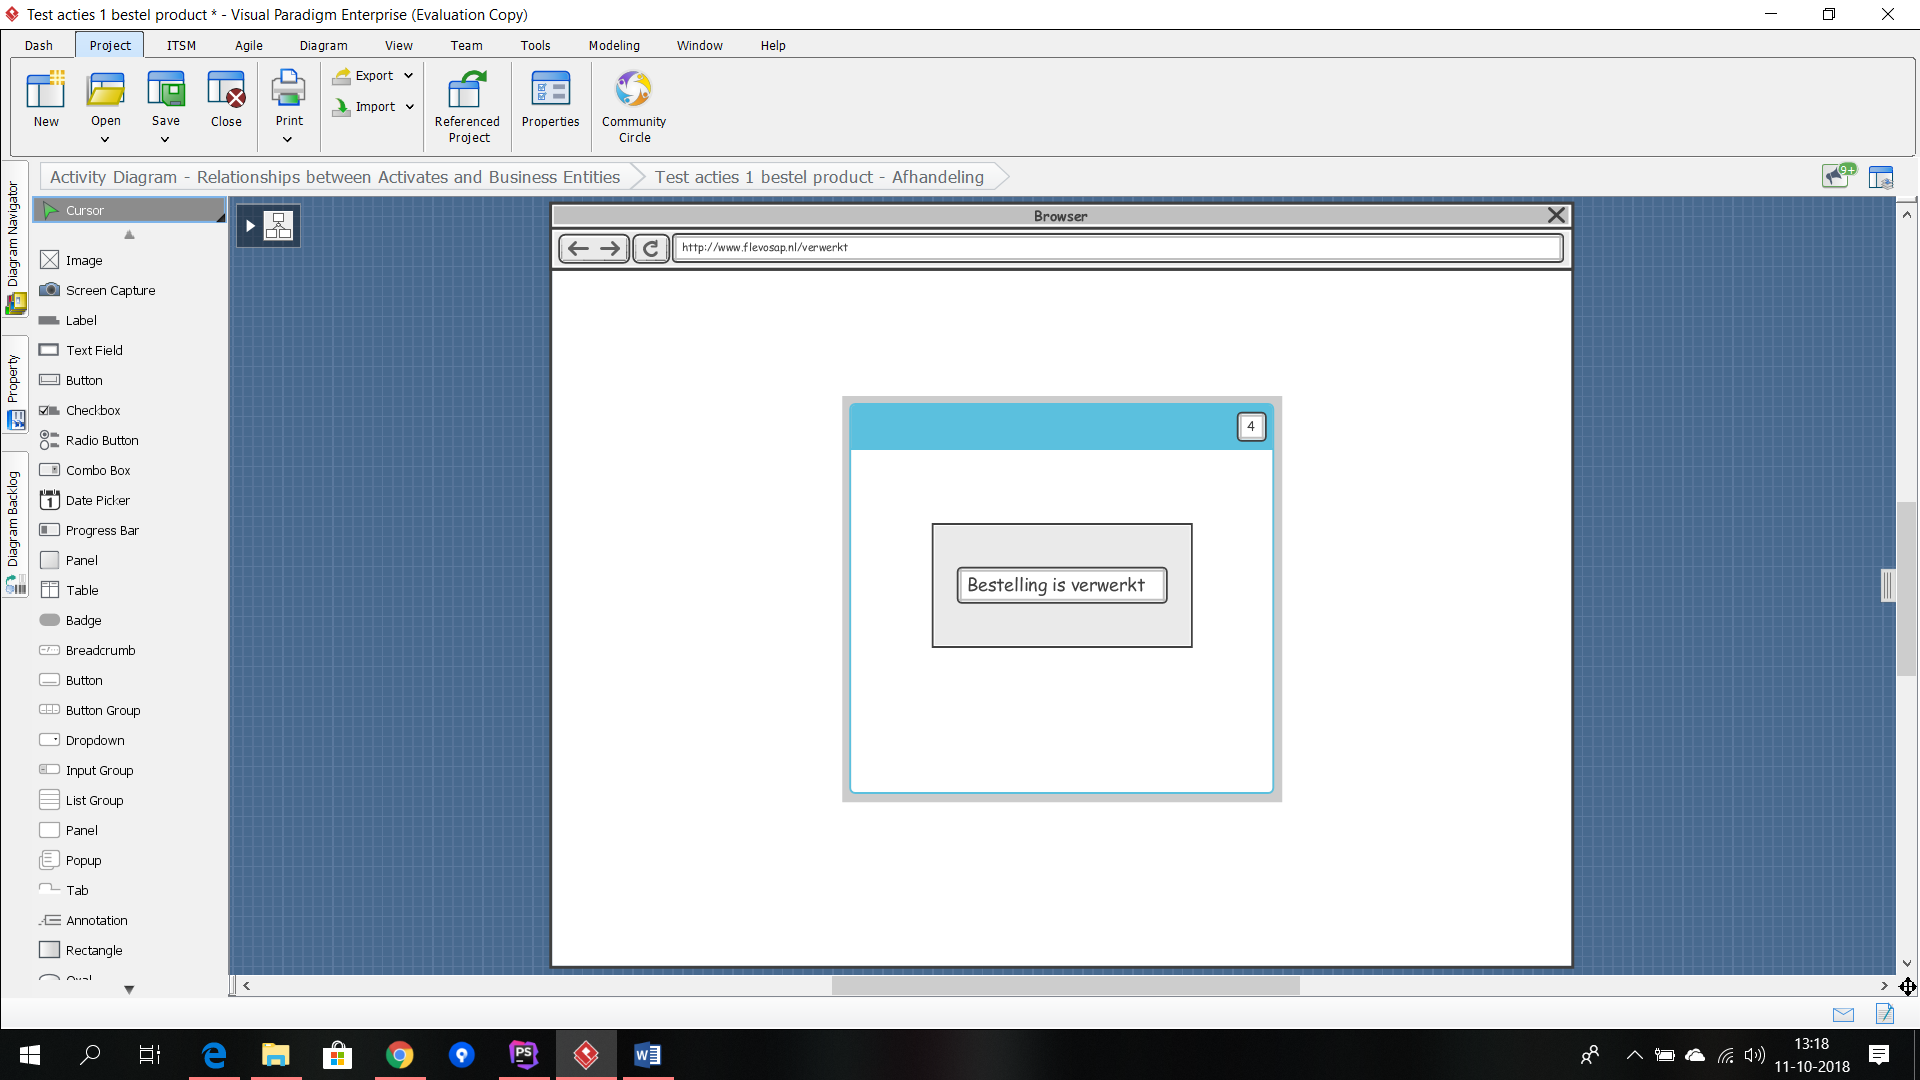 Test acties 1 bestel product * - Visual Paradigm Enterprise (Evaluation Copy)
Dash Project ITSM Agile Diagram View Team Tools Modeling Window Help
New
Open
Save
Close
Print
Export
Import
Referenced
Project
Properties
Community
Circle
Activity Diagram - Relationships between Activates and Business Entities
Test acties 1 bestel product - Afhandeling
9+
Diagram Navigator
Property
Diagram Backlog
Cursor
Image
Screen Capture
Label
Text Field
Button
Checkbox
Radio Button
Combo Box
Date Picker
Progress Bar
Panel
Table
Badge
Breadcrumb
Button
Button Group
Dropdown
Input Group
List Group
Panel
Popup
Tab
Annotation
Rectangle
Oval
Browser
http://www.flevosap.nl/verwerkt
4
Bestelling is verwerkt
13:18
11-10-2018